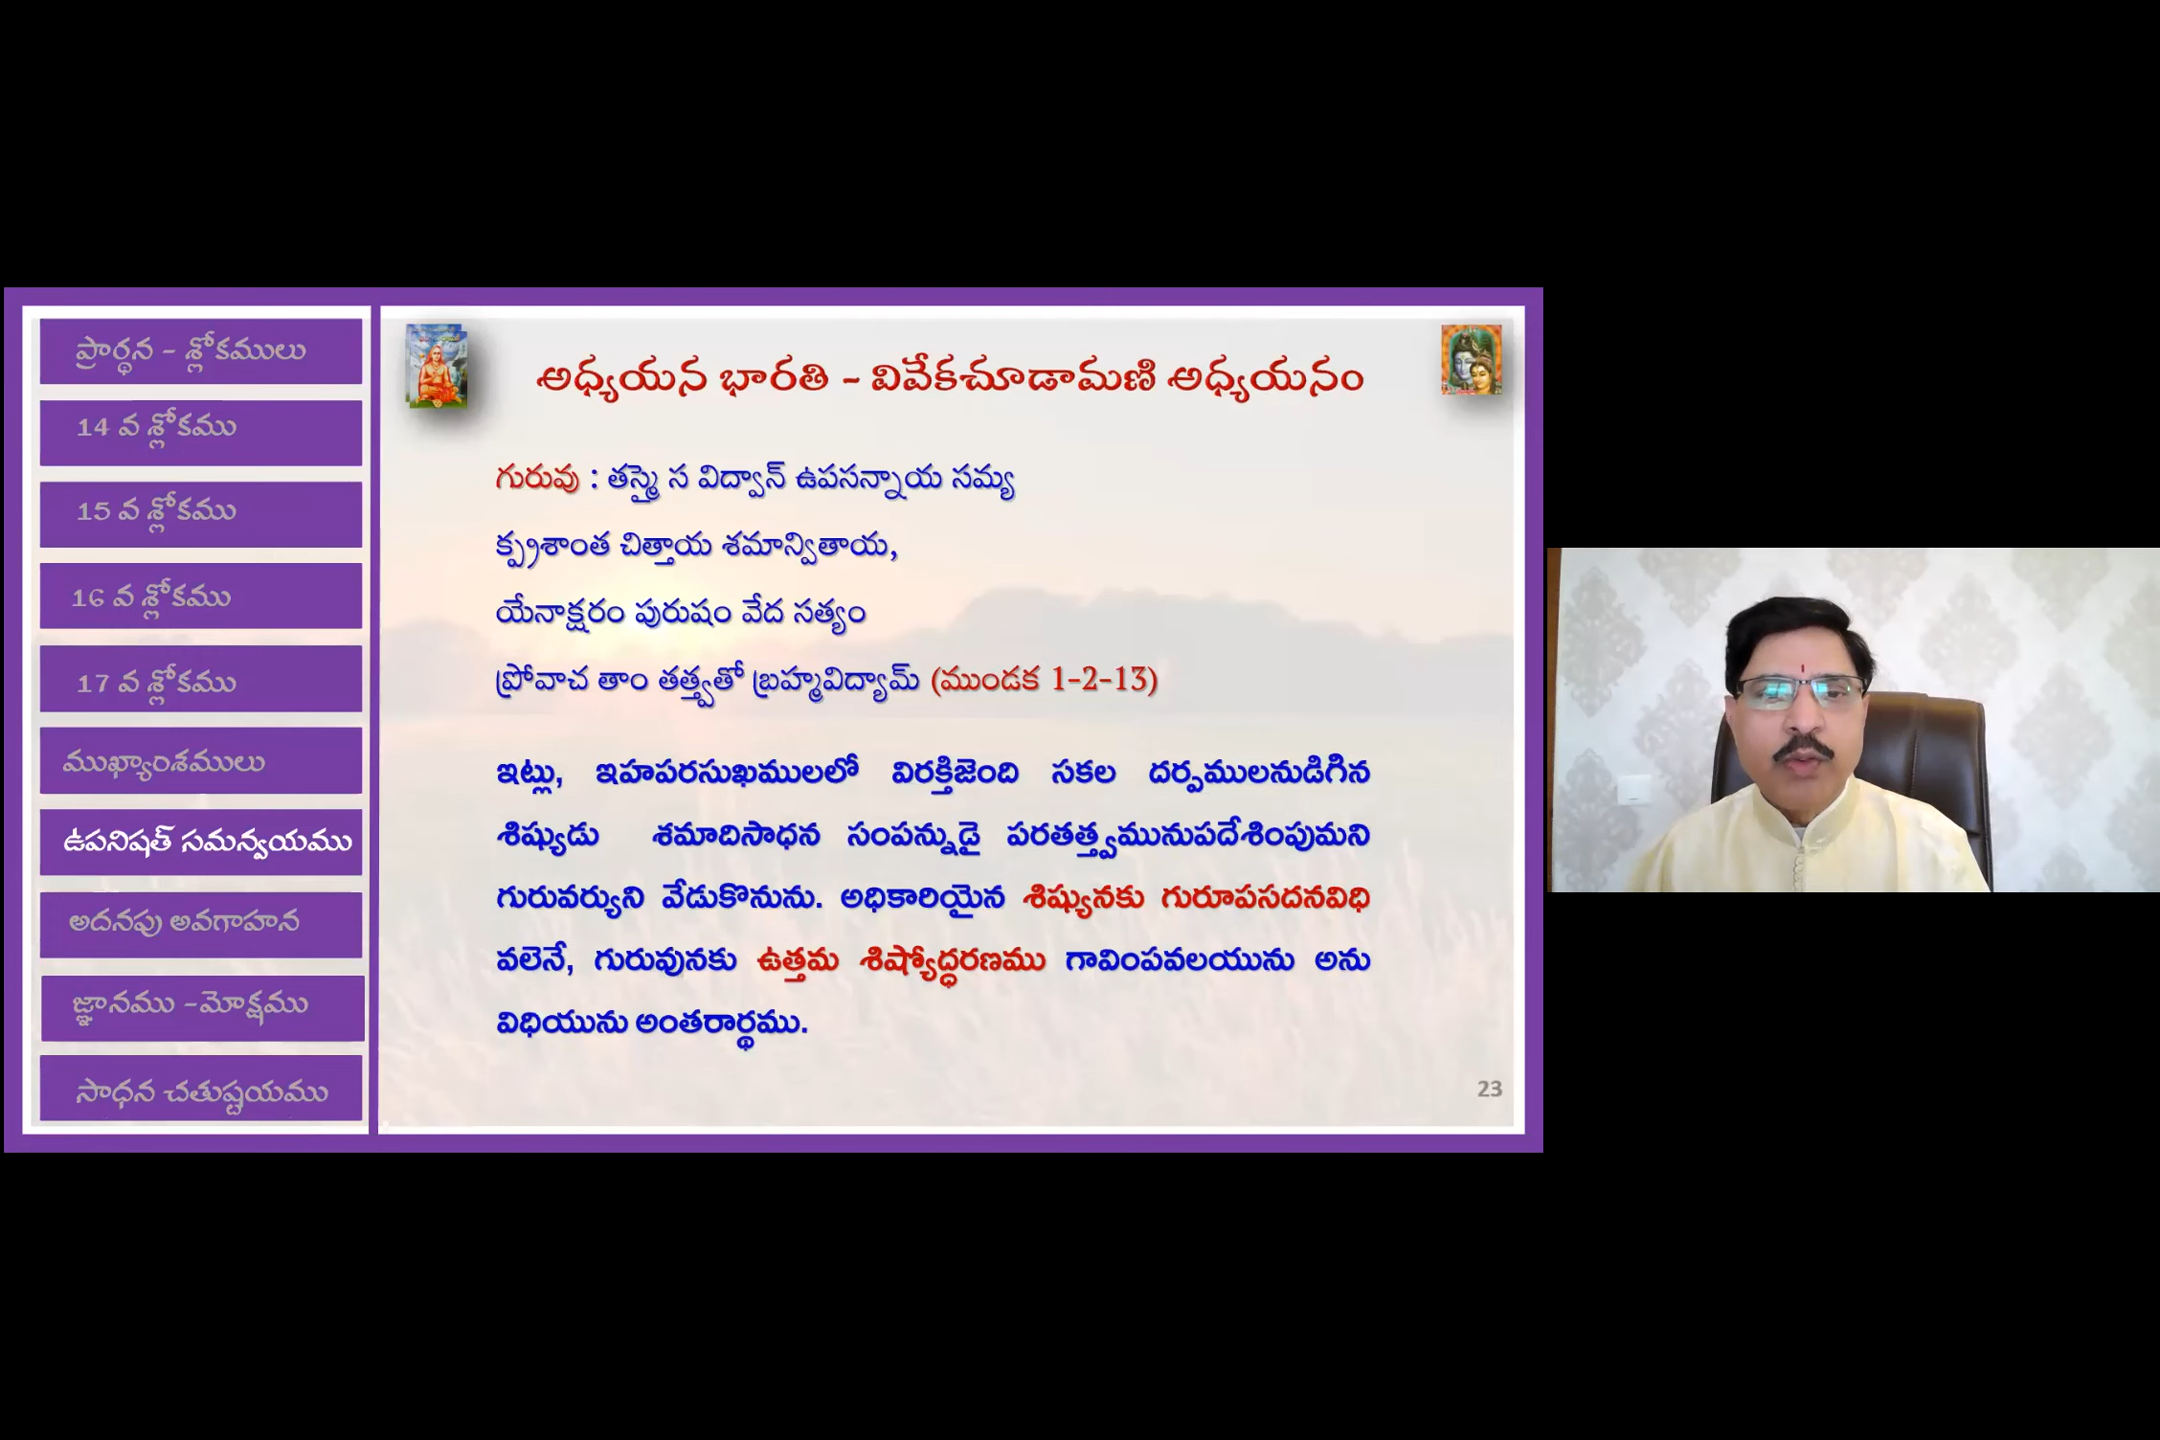 ప్రార్థన - శ్లోకములు
14 వ శ్లోకము
15 వ శ్లోకము
16 వ శ్లోకము
17 వ శ్లోకము
ముఖ్యాంశములు
ఉపనిషత్ సమన్వయము
అదనపు అవగాహన
జ్ఞానము -మోక్షము
సాధన చతుష్టయము
అధ్యయన భారతి - వివేకచూడామణి అధ్యయనం
గురువు : తస్మై స విద్వాన్ ఉపసన్నాయ సమ్య
క్ప్రశాంత చిత్తాయ శమాన్వితాయ,
యేనాక్షరం పురుషం వేద సత్యం
ప్రోవాచ తాం తత్త్వతో బ్రహ్మవిద్యామ్ (ముండక 1-2-13)
ఇట్లు, ఇహపరసుఖములలో విరక్తిజెంది సకల దర్పములనుడిగిన
శిష్యుడు శమాదిసాధన సంపన్నుడై పరతత్త్వమునుపదేశింపుమని
గురువర్యుని వేడుకొనును. అధికారియైన శిష్యునకు గురూపసదనవిధి
వలెనే, గురువునకు ఉత్తమ శిష్యోద్ధరణము గావింపవలయును అను
విధియును అంతరార్థము.
23